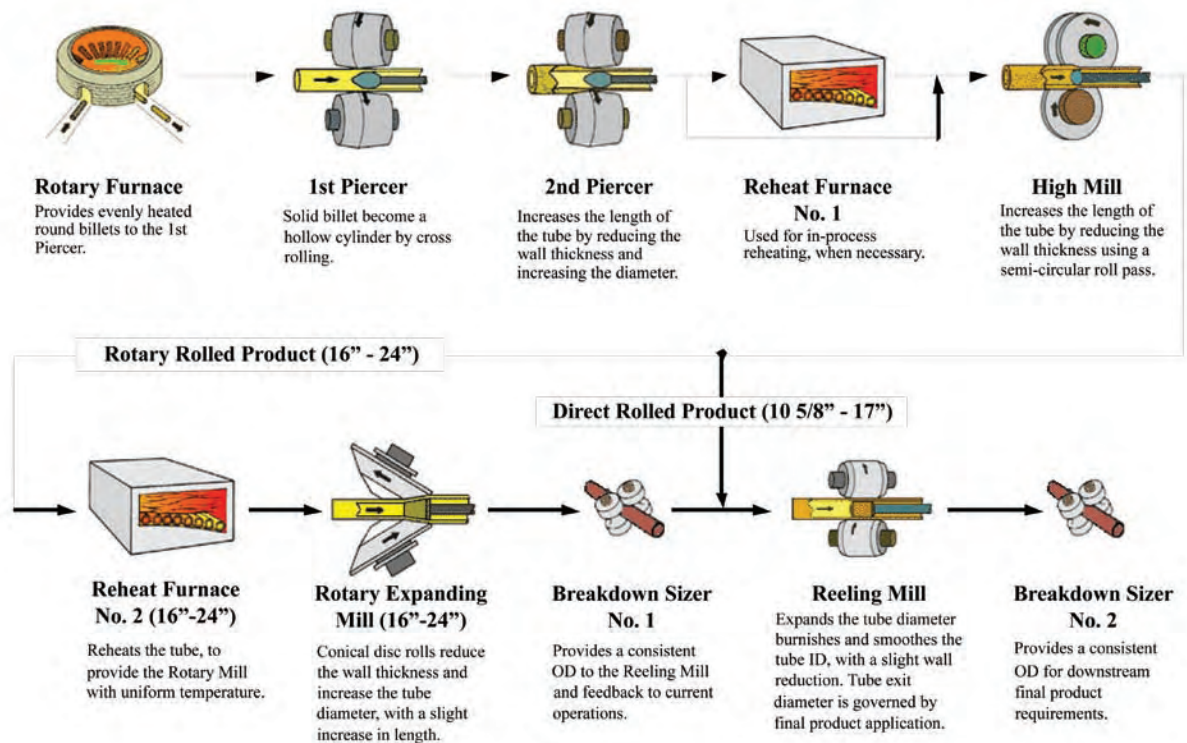 Rotary Furnace
Provides evenly heated
round billets to the 1st
Piercer.
1st Piercer
Solid billet become a
hollow cylinder by cross
rolling.
2nd Piercer
Increases the length of
the tube by reducing the
wall thickness and
increasing the diameter.
Reheat Furnace
No. 1
Used for in-process
reheating, when necessary.
High Mill
Increases the length of
the tube by reducing the
wall thickness using a
semi-circular roll pass.
Rotary Rolled Product (16” - 24”)
Direct Rolled Product (10 5/8” - 17”)
Reheat Furnace
No. 2 (16”-24”)
Reheats the tube, to
provide the Rotary Mill
with uniform temperature.
Rotary Expanding
Mill (16”-24”)
Conical disc rolls reduce
the wall thickness and
increase the tube
diameter, with a slight
increase in length.
Breakdown Sizer
No. 1
Provides a consistent
OD to the Reeling Mill
and feedback to current
operations.
Reeling Mill
Expands the tube diameter
burnishes and smoothes the
tube ID, with a slight wall
reduction. Tube exit
diameter is governed by
final product application.
Breakdown Sizer
No. 2
Provides a consistent
OD for downstream
final product
requirements.